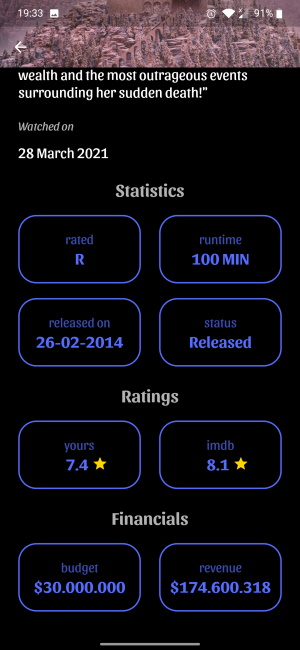 19:33
91%
wealth and the most outrageous events
surrounding her sudden death!"
Watched on
28 March 2021
Statistics
rated
R
runtime
100 MIN
released on
26-02-2014
status
Released
Ratings
yours
7.4
imdb
8.1
Financials
budget
$30.000.000
revenue
$174.600.318